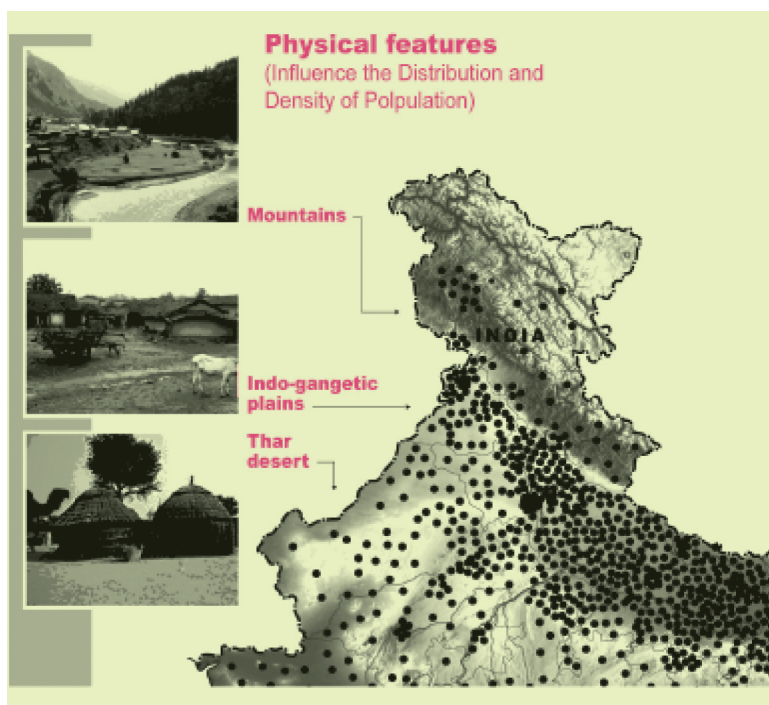 Physical features
(Influence the Distribution and
Density of Polpulation)
Mountains
INDIA
Indo-gangetic
plains
Thar
desert